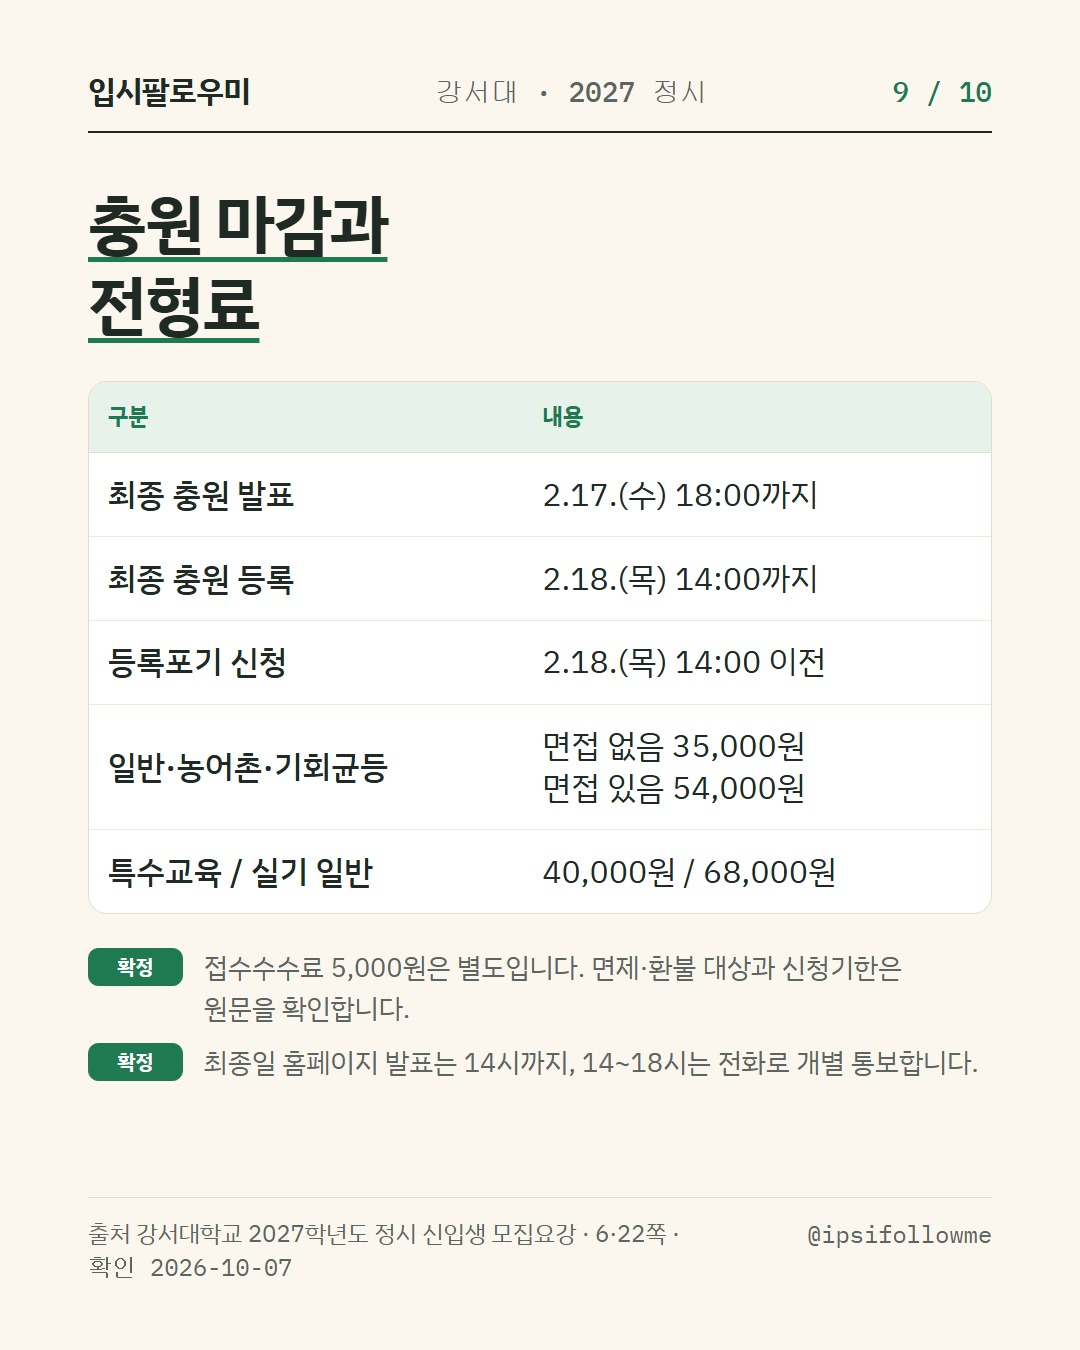 입시팔로우미
강서대 · 2027 정시
9 / 10
충원 마감과
전형료
구분 내용
최종 충원 발표 2.17.(수) 18:00까지
최종 충원 등록 2.18.(목) 14:00까지
등록포기 신청 2.18.(목) 14:00 이전
일반·농어촌·기회균등 면접 없음 35,000원
면접 있음 54,000원
특수교육 / 실기 일반 40,000원 / 68,000원
확정 접수수수료 5,000원은 별도입니다. 면제·환불 대상과 신청기한은
원문을 확인합니다.
확정 최종일 홈페이지 발표는 14시까지, 14~18시는 전화로 개별 통보합니다.
출처 강서대학교 2027학년도 정시 신입생 모집요강 · 6·22쪽 ·
확인 2026-10-07
@ipsifollowme